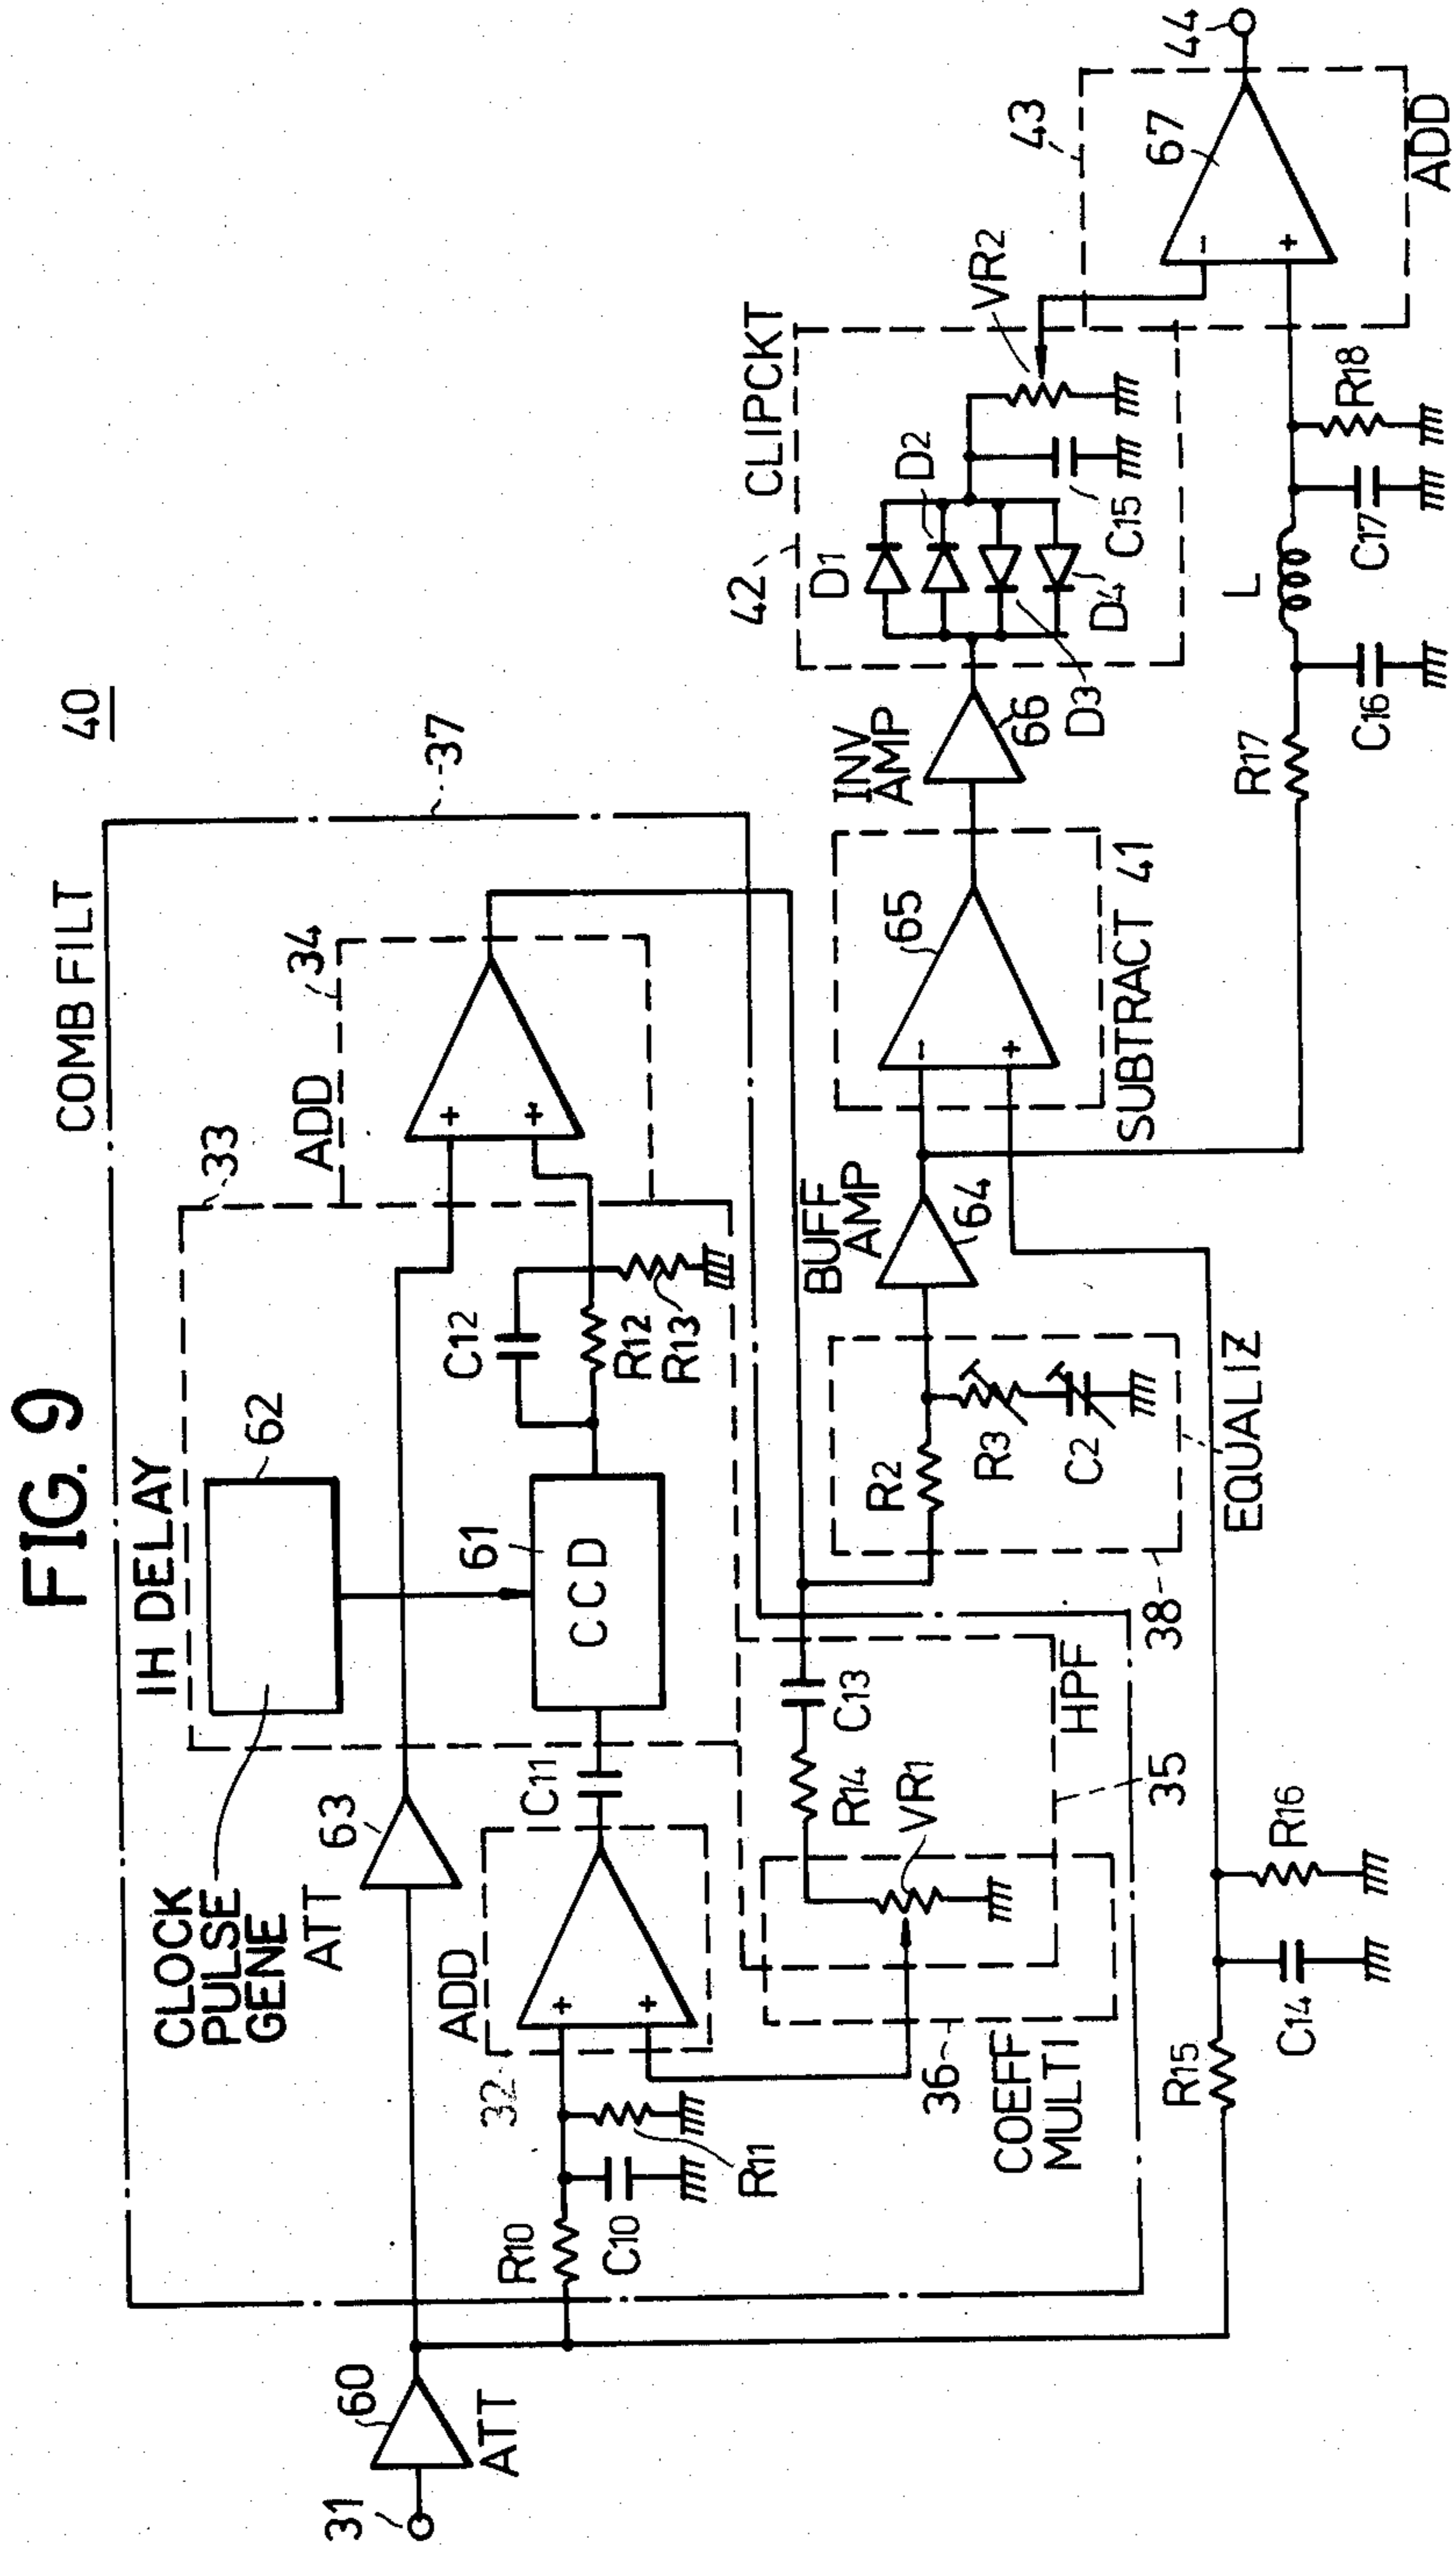 FIG. 9
40
COMB FILT
37
1H DELAY
33
34
ADD
CLOCK
PULSE
GENE
62
ATT
63
61
CCD
C12
R12
R13
31
60
ATT
R10
C10
R11
32
ADD
C11
36
COEFF
MULTI
VR1
R14
C13
HPF
35
38
EQUALIZ
R2
R3
C2
BUFF
AMP
64
65
SUBTRACT 41
INV
AMP
66
42
CLIPCKT
D1
D2
D3
D4
C15
VR2
43
67
ADD
44
R15
C14
R16
R17
C16
L
C17
R18
+
+
+
+
−
+
−
+